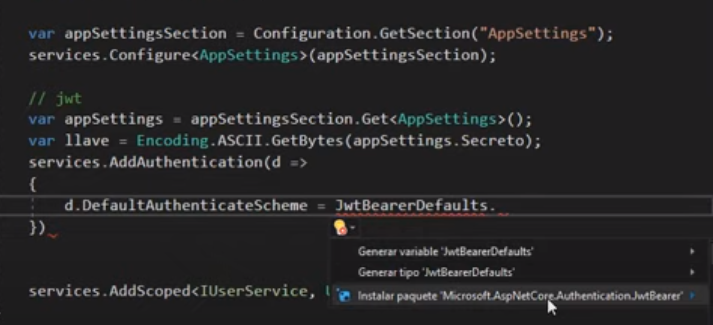 var appSettingsSection = Configuration.GetSection("AppSettings");
services.Configure<AppSettings>(appSettingsSection);
// jwt
var appSettings = appSettingsSection.Get<AppSettings>();
var llave = Encoding.ASCII.GetBytes(appSettings.Secreto);
services.AddAuthentication(d =>
{
d.DefaultAuthenticateScheme = JwtBearerDefaults.
})
Generar variable 'JwtBearerDefaults'
Generar tipo 'JwtBearerDefaults'
services.AddScoped<IUserService,
Instalar paquete 'Microsoft.AspNetCore.Authentication.JwtBearer'